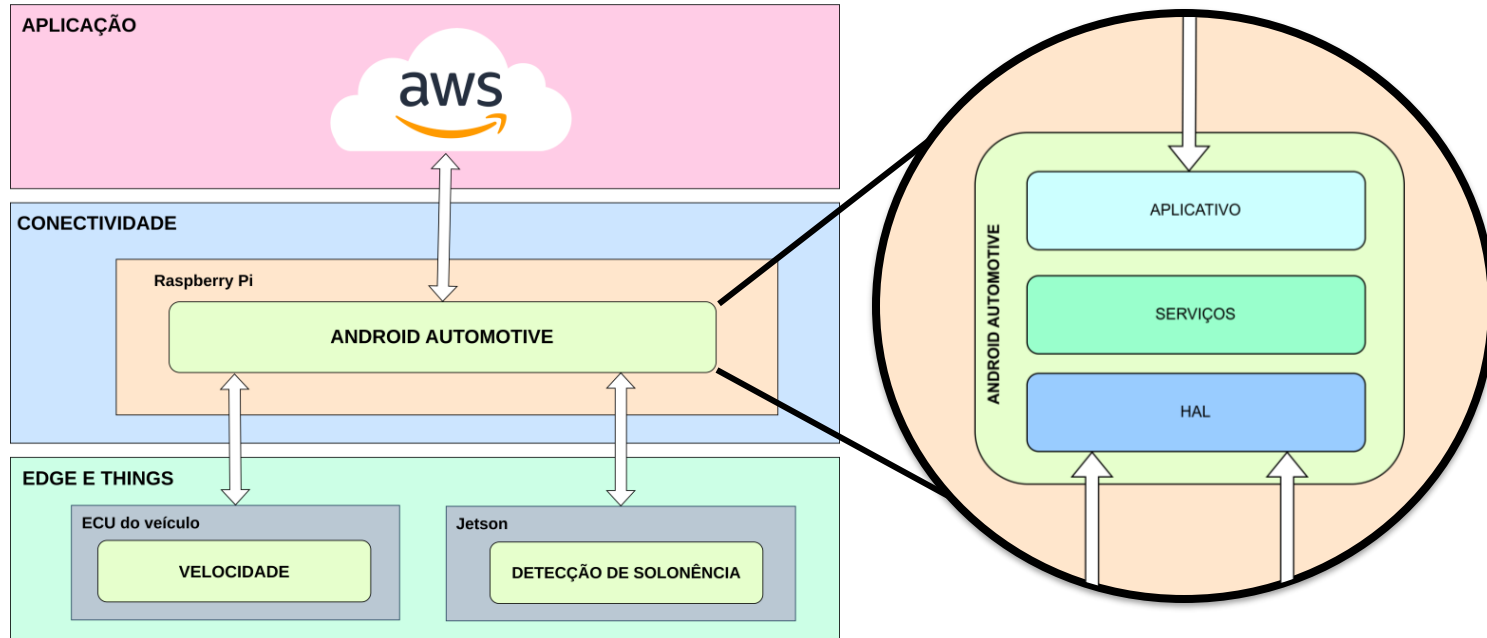 APLICAÇÃO
aws
CONECTIVIDADE
Raspberry Pi
ANDROID AUTOMOTIVE
EDGE E THINGS
ECU do veículo
VELOCIDADE
Jetson
DETECÇÃO DE SOLONÊNCIA
ANDROID AUTOMOTIVE
APLICATIVO
SERVIÇOS
HAL